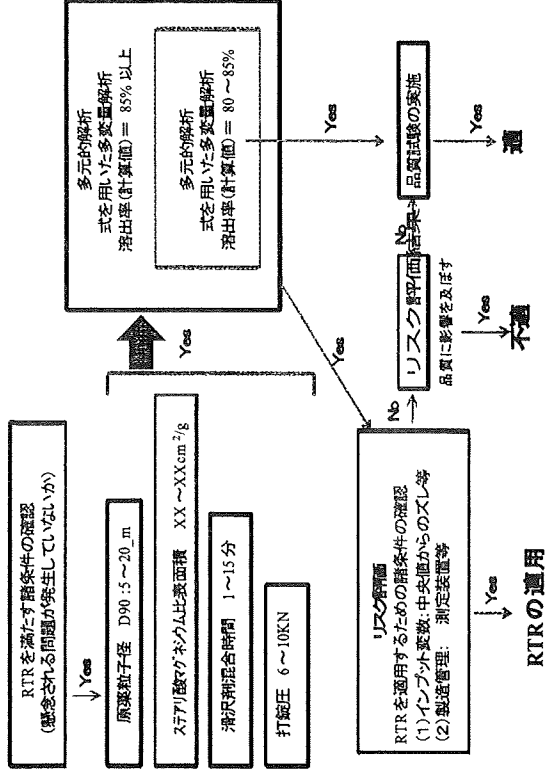 RTRを満たす諸条件の確認
(懸念される問題が発生していないか)
Yes
原薬粒子径 D90:5～20_m
ステアリ酸マグネシウム比表面積 XX～XXcm²/g
滑沢剤混合時間 1～15分
打錠圧 6～10KN
Yes
多元的解析
式を用いた多変量解析
溶出率(計算値)= 85% 以上
多元的解析
式を用いた多変量解析
溶出率(計算値)= 80～85%
Yes
Yes
リスク評価
RTRを適用するための諸条件の確認
(1)インプット変数:中央値からのズレ等
(2)製造管理: 測定装置等
Yes
RTRの適用
No
リスク評価結果
品質に影響を及ぼす
Yes
不適
No
品質試験の実施
Yes
適